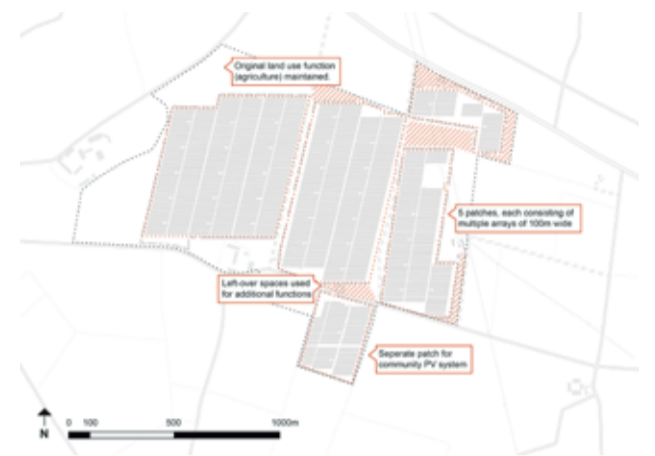 Original land use function
(agriculture) maintained.
5 patches, each consisting of
multiple arrays of 100m wide
Left-over spaces used
for additional functions
Seperate patch for
community PV system
N
0 100 500 1000m